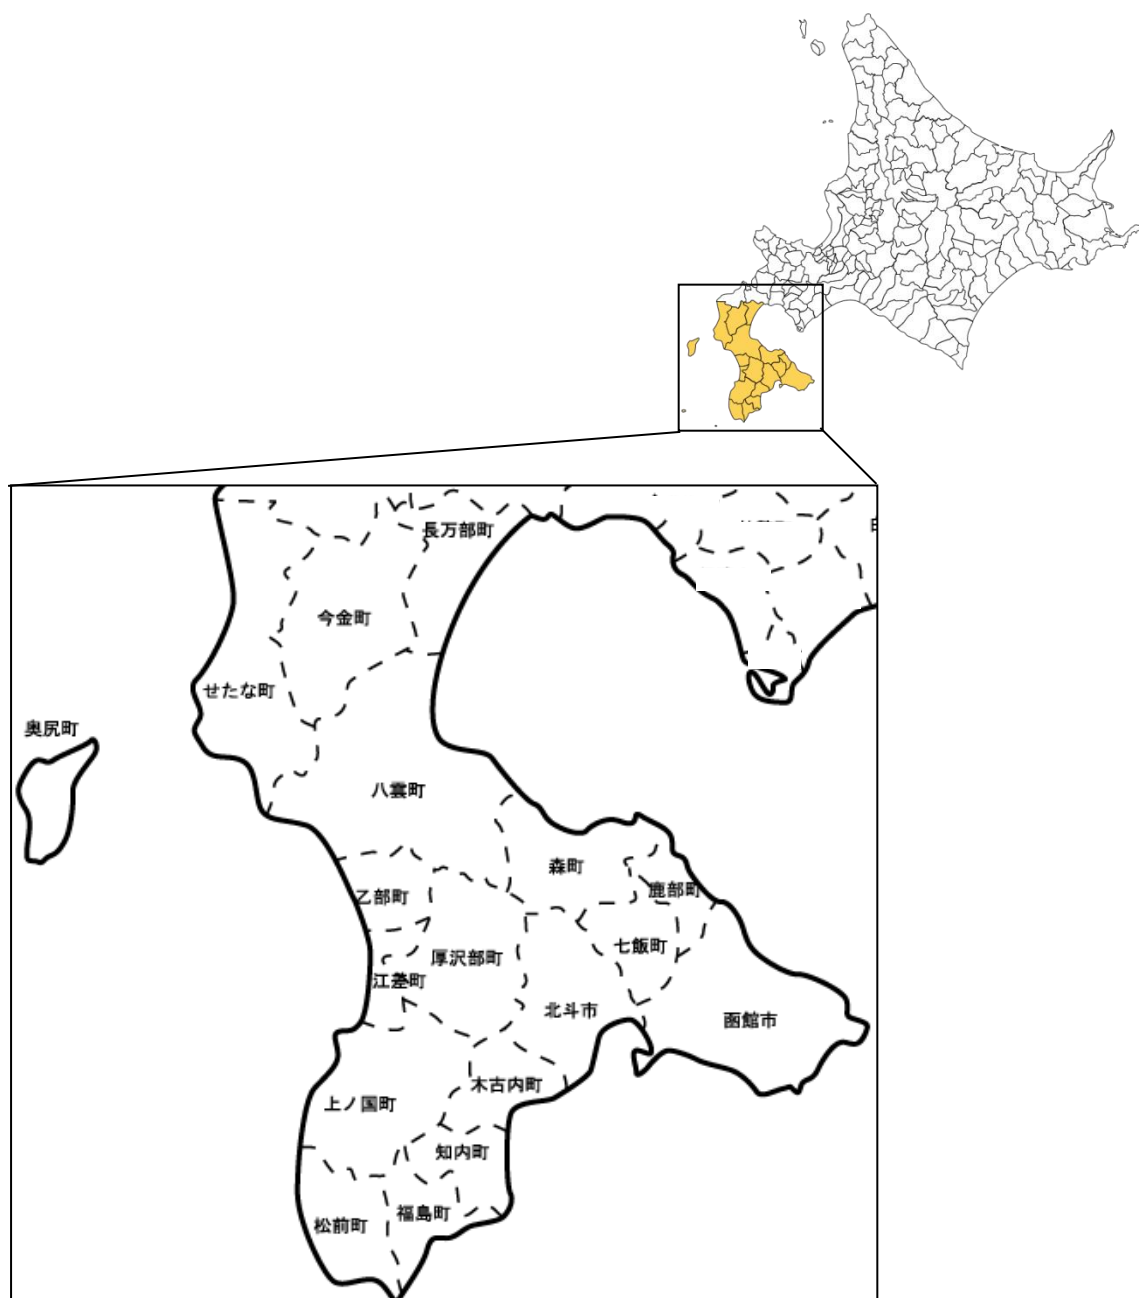 長万部町
今金町
せたな町
奥尻町
八雲町
森町
鹿部町
乙部町
七飯町
厚沢部町
江差町
北斗市
函館市
木古内町
上ノ国町
知内町
福島町
松前町